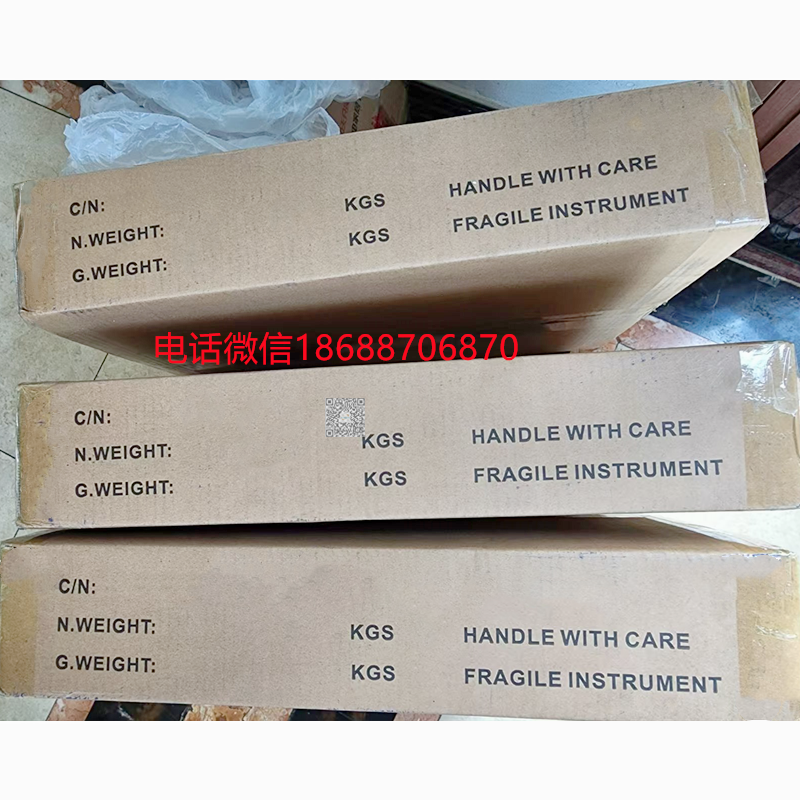 C/N:
N.WEIGHT: KGS HANDLE WITH CARE
G.WEIGHT: KGS FRAGILE INSTRUMENT
电话微信18688706870
C/N:
N.WEIGHT: KGS HANDLE WITH CARE
G.WEIGHT: KGS FRAGILE INSTRUMENT
C/N:
N.WEIGHT: KGS HANDLE WITH CARE
G.WEIGHT: KGS FRAGILE INSTRUMENT